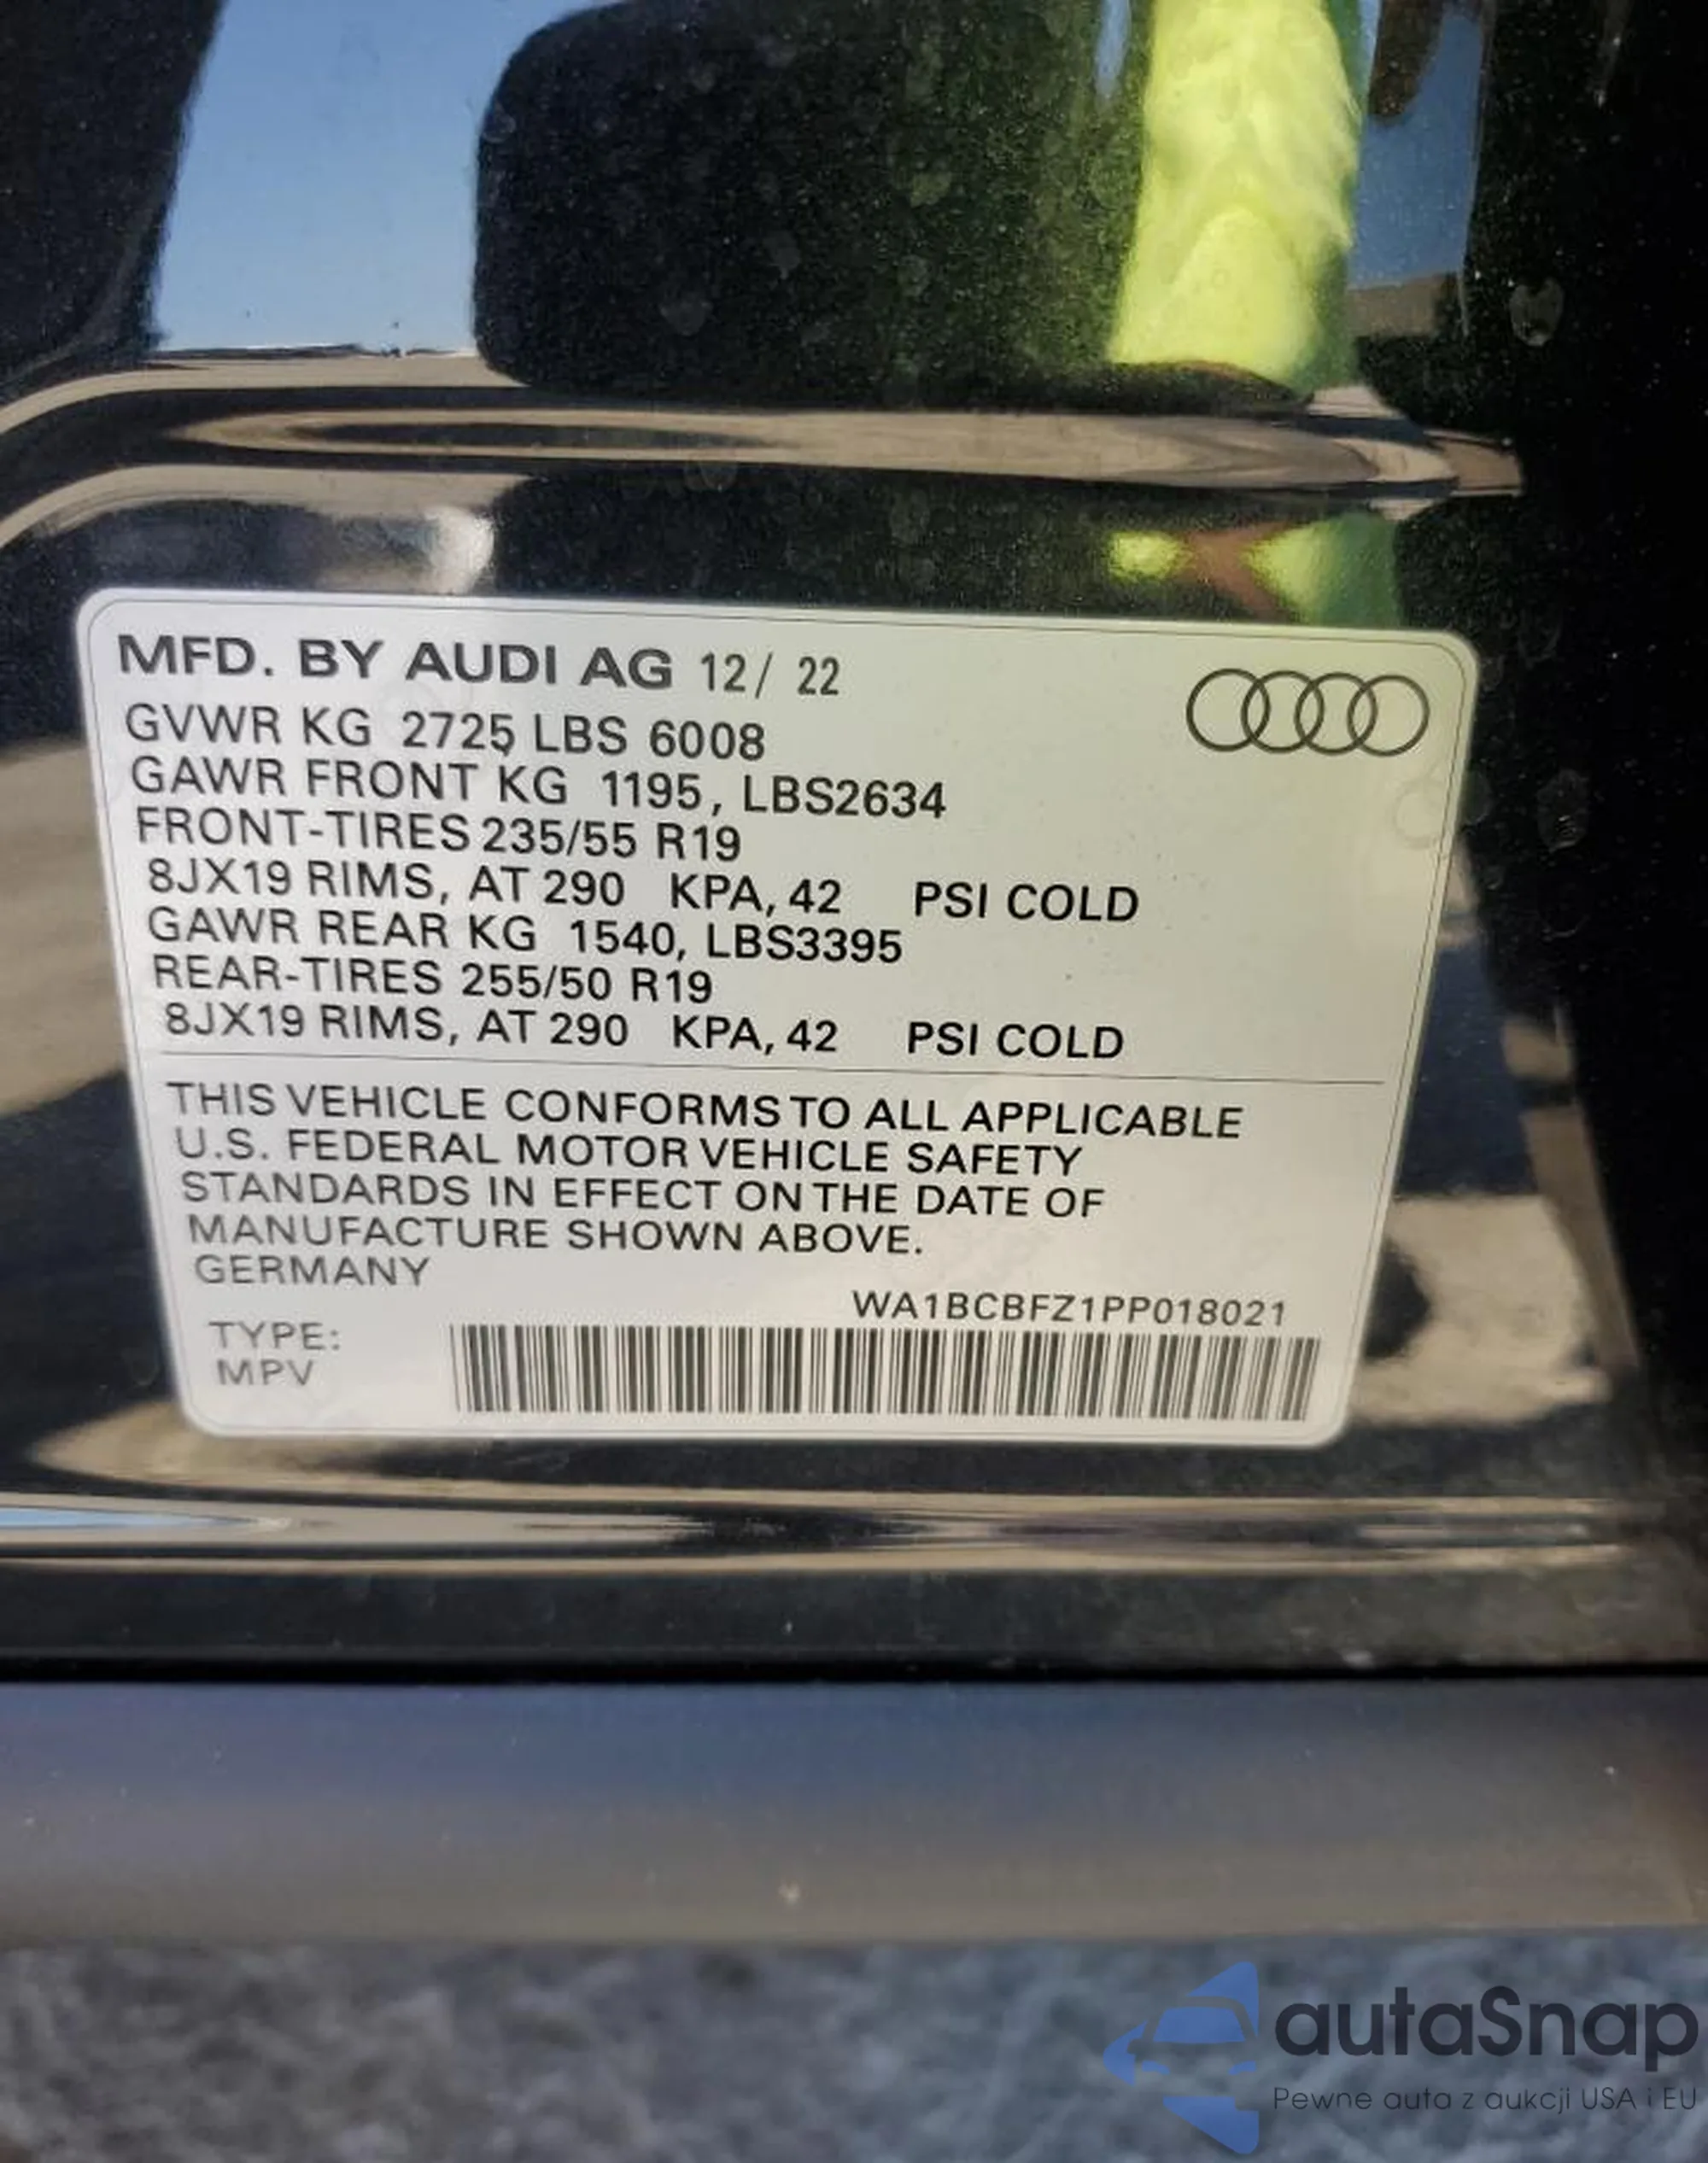 MFD. BY AUDI AG 12/ 22
GVWR KG 2725, LBS 6008
GAWR FRONT KG 1195, LBS2634
FRONT-TIRES 235/55 R19
8JX19 RIMS, AT 290 KPA, 42 PSI COLD
GAWR REAR KG 1540, LBS3395
REAR-TIRES 255/50 R19
8JX19 RIMS, AT 290 KPA, 42 PSI COLD
THIS VEHICLE CONFORMS TO ALL APPLICABLE
U.S. FEDERAL MOTOR VEHICLE SAFETY
STANDARDS IN EFFECT ON THE DATE OF
MANUFACTURE SHOWN ABOVE.
GERMANY
WA1BCBFZ1PP018021
TYPE:
MPV
autaSnap
Pewne auta z aukcji USA i EU